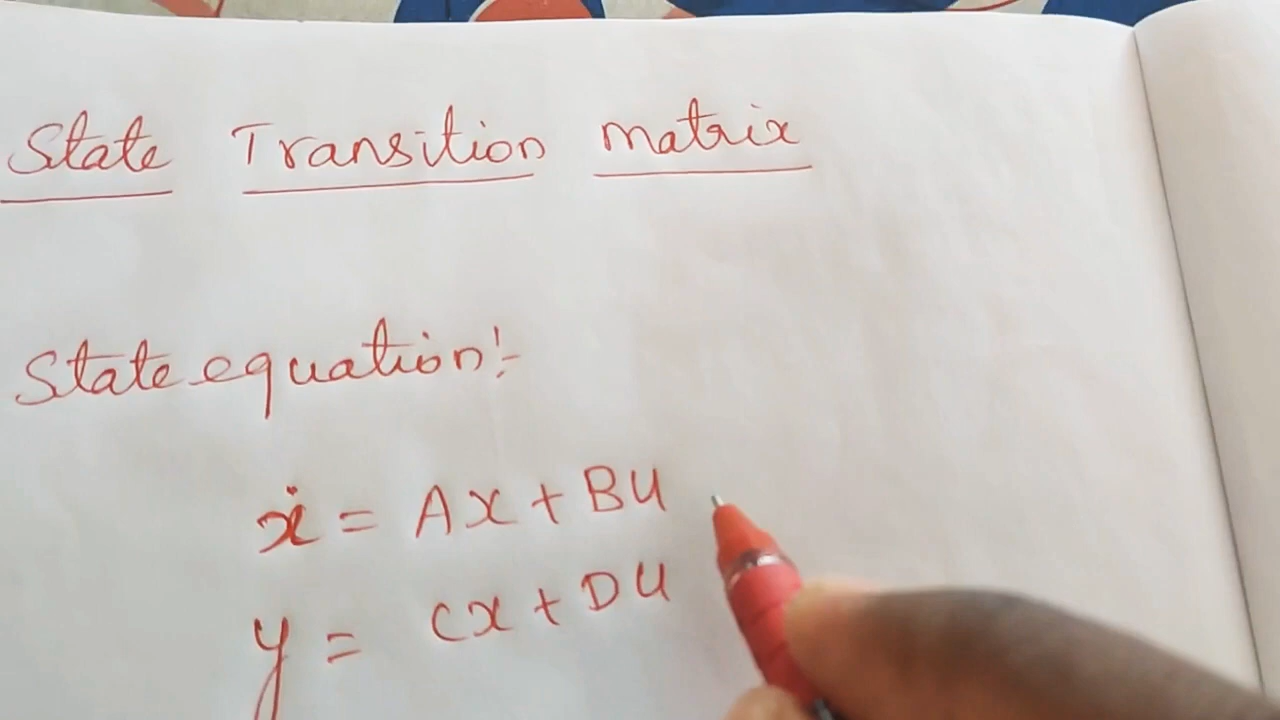 State Transition matrix
State equation:-
ẋ = Ax + BU
y = Cx + DU